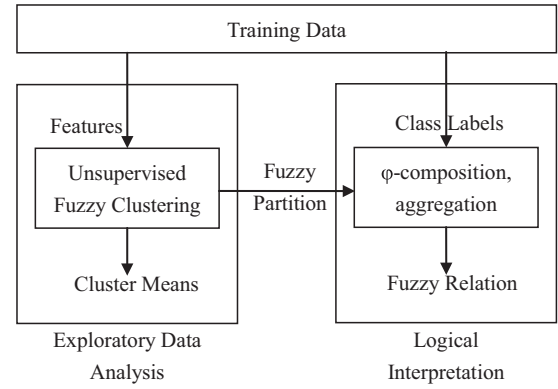 Training Data
Features
Class Labels
Unsupervised
Fuzzy Clustering
Fuzzy
Partition
φ-composition,
aggregation
Cluster Means
Fuzzy Relation
Exploratory Data
Analysis
Logical
Interpretation